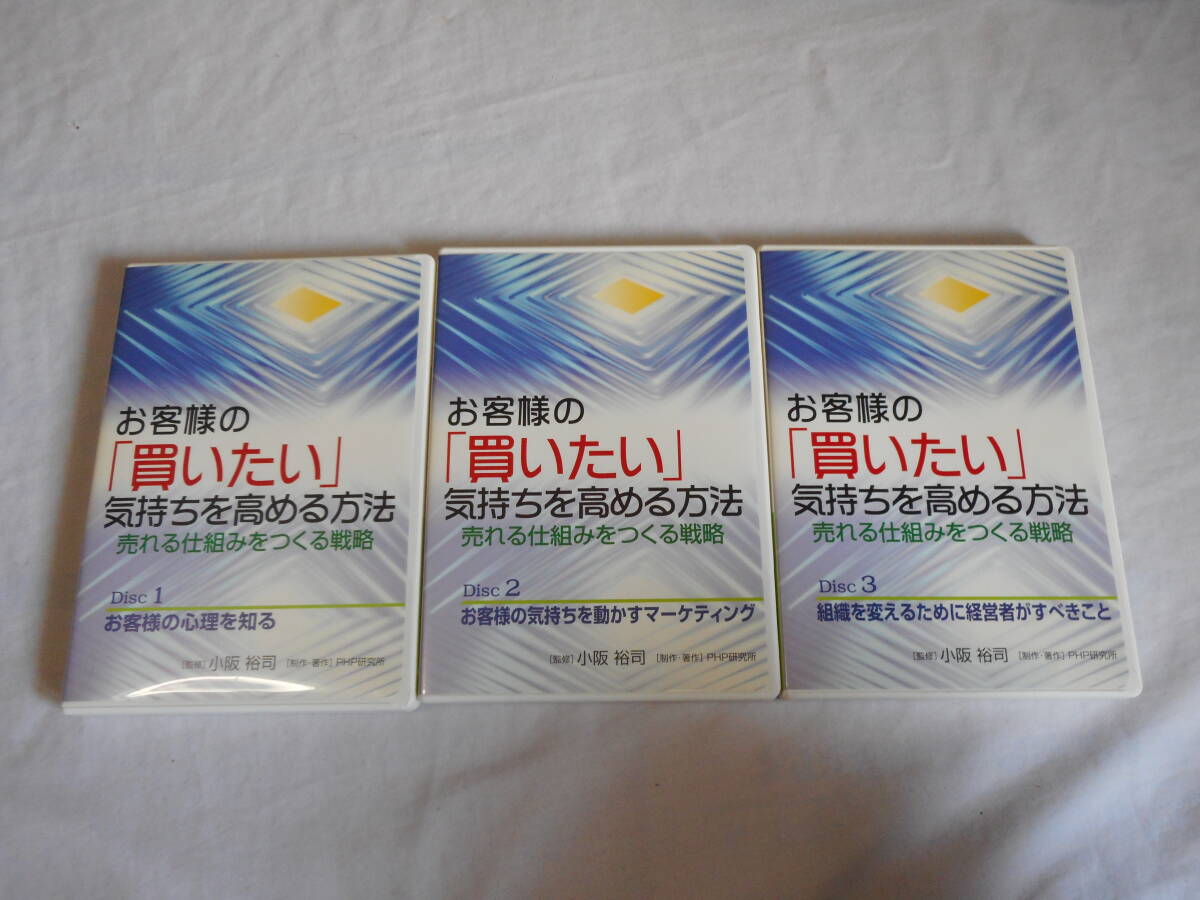 お客様の
「買いたい」
気持ちを高める方法
売れる仕組みをつくる戦略
Disc 1
お客様の心理を知る
[監修] 小阪 裕司 [制作・著作] PHP研究所
お客様の
「買いたい」
気持ちを高める方法
売れる仕組みをつくる戦略
Disc 2
お客様の気持ちを動かすマーケティング
[監修] 小阪 裕司 [制作・著作] PHP研究所
お客様の
「買いたい」
気持ちを高める方法
売れる仕組みをつくる戦略
Disc 3
組織を変えるために経営者がすべきこと
[監修] 小阪 裕司 [制作・著作] PHP研究所